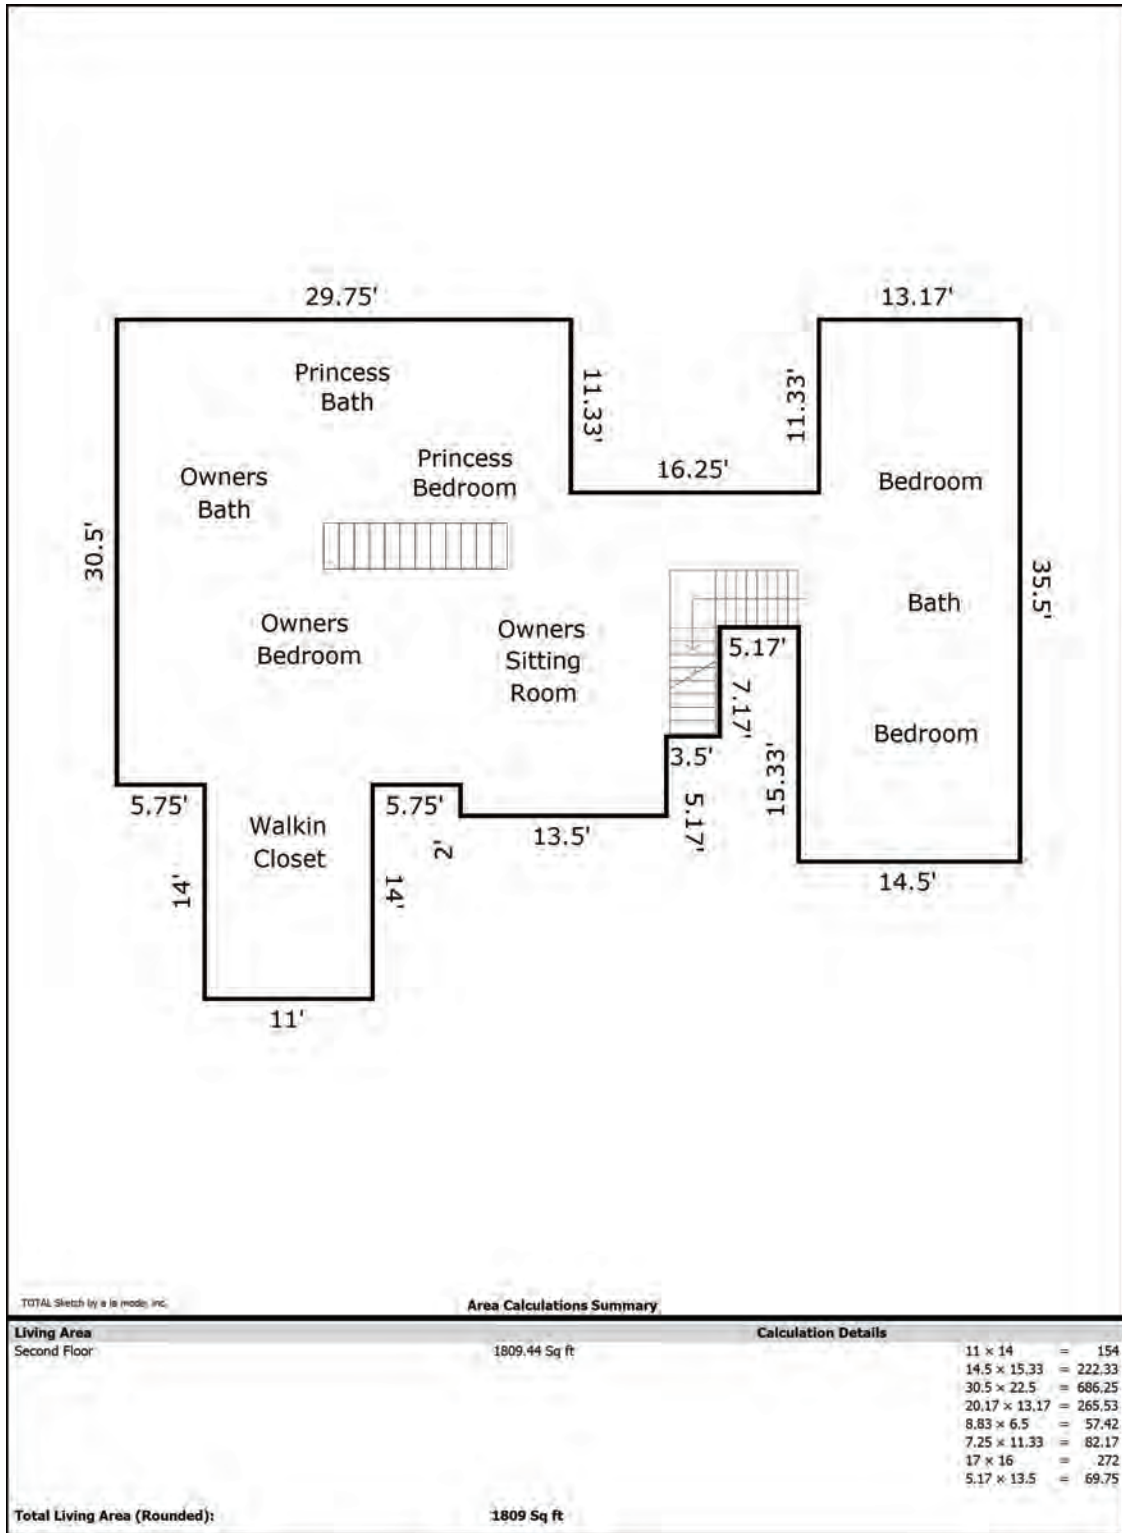 29.75'
13.17'
Princess
Bath
11.33'
11.33'
Princess
Bedroom
16.25'
Owners
Bath
Bedroom
30.5'
35.5'
Bath
Owners
Bedroom
Owners
Sitting
Room
5.17'
7.17'
Bedroom
3.5'
15.33'
5.75'
5.75'
5.17'
Walkin
Closet
13.5'
2'
14'
14'
14.5'
11'
TOTAL Sketch by a la mode, inc.
Area Calculations Summary
Living Area
Calculation Details
Second Floor 1809.44 Sq ft
11 × 14 = 154
14.5 × 15.33 = 222.33
30.5 × 22.5 = 686.25
20.17 × 13.17 = 265.53
8.83 × 6.5 = 57.42
7.25 × 11.33 = 82.17
17 × 16 = 272
5.17 × 13.5 = 69.75
Total Living Area (Rounded): 1809 Sq ft